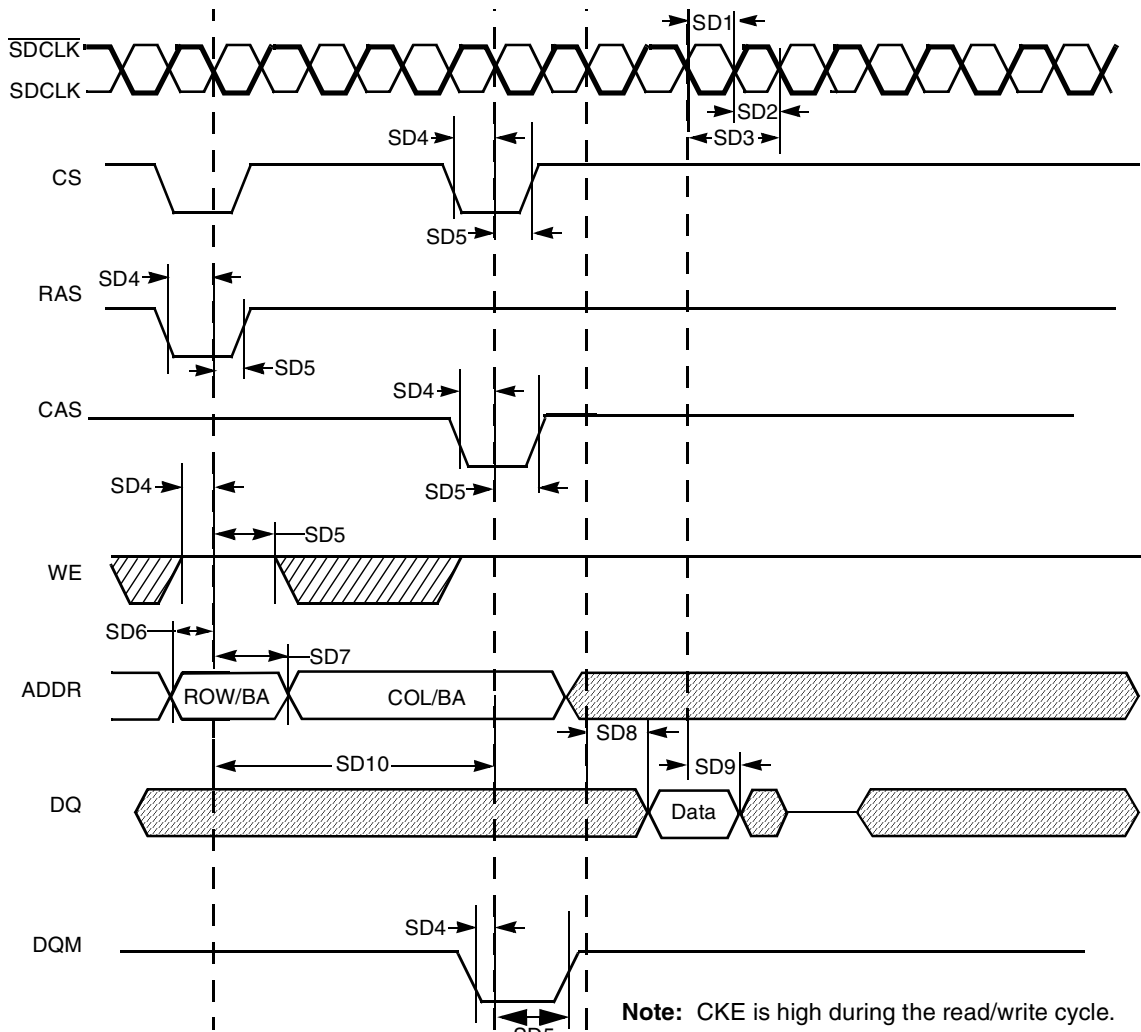 SD1
SDCLK
SDCLK
SD2
SD4
SD3
CS
SD5
SD4
RAS
SD5
CAS
SD4
SD4
SD5
SD5
WE
SD6
SD7
ADDR
ROW/BA
COL/BA
SD8
SD10
SD9
DQ
Data
SD4
DQM
Note: CKE is high during the read/write cycle.
SD5